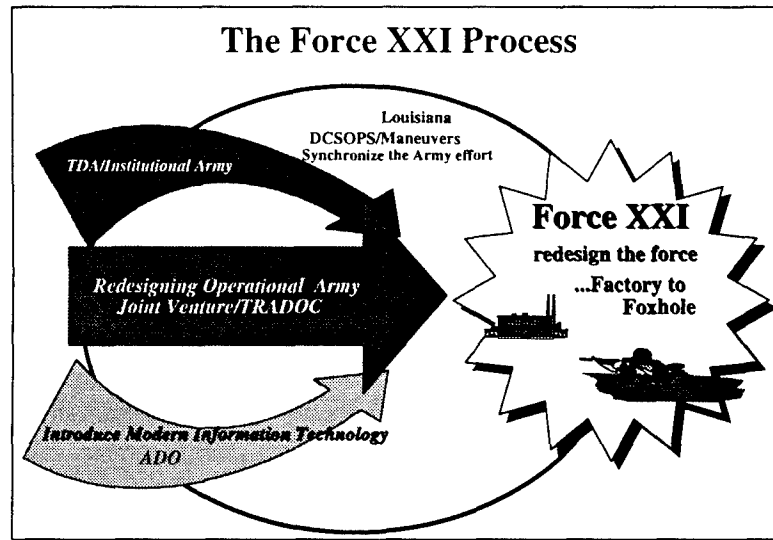 The Force XXI Process
Louisiana
DCSOPS/Maneuvers
Synchronize the Army effort
TDA/Institutional Army
Force XXI
redesign the force
...Factory to
Foxhole
Redesigning Operational Army
Joint Venture/TRADOC
Introduce Modern Information Technology
ADO